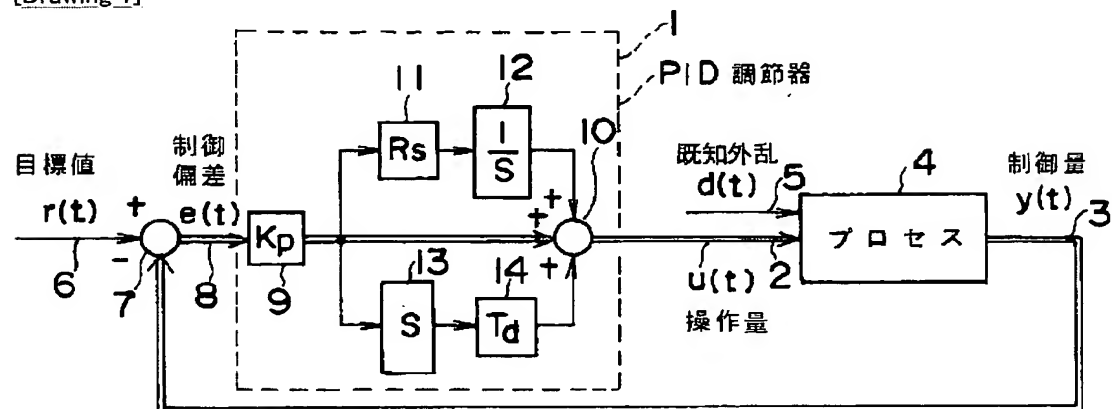 1
PID 調節器
11
12
10
Rs
1
S
目標値
r(t)
+
-
6
7
制御
偏差
e(t)
8
Kp
9
+
+
+
13
14
S
Td
既知外乱
d(t)
5
4
プロセス
u(t)
2
操作量
制御量
y(t)
3